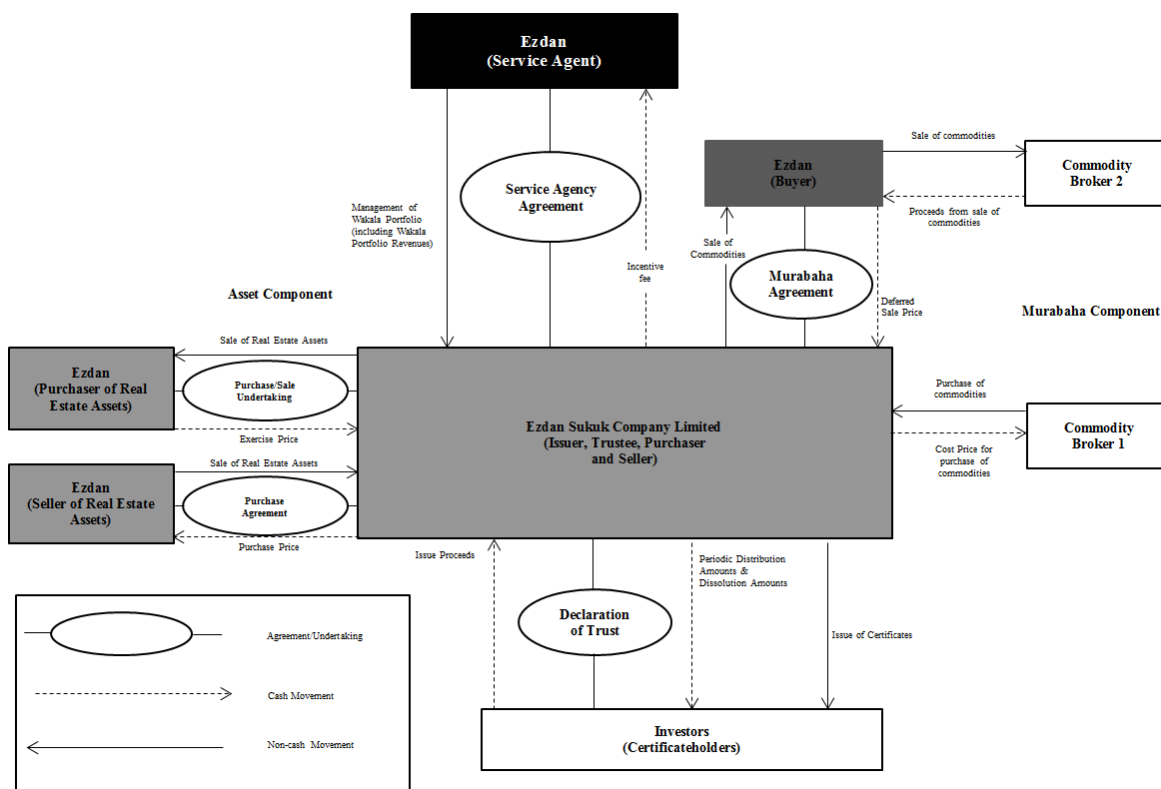 Ezdan
(Service Agent)
Service Agency
Agreement
Management of
Wakala Portfolio
(including Wakala
Portfolio Revenues)
Incentive
fee
Ezdan
(Buyer)
Sale of commodities
Proceeds from sale of
commodities
Commodity
Broker 2
Sale of
Commodities
Murabaha
Agreement
Deferred
Sale Price
Asset Component
Murabaha Component
Sale of Real Estate Assets
Ezdan
(Purchaser of Real
Estate Assets)
Purchase/Sale
Undertaking
Exercise Price
Sale of Real Estate Assets
Ezdan
(Seller of Real Estate
Assets)
Purchase
Agreement
Purchase Price
Ezdan Sukuk Company Limited
(Issuer, Trustee, Purchaser
and Seller)
Purchase of
commodities
Cost Price for
purchase of
commodities
Commodity
Broker 1
Issue Proceeds
Declaration
of Trust
Periodic Distribution
Amounts &
Dissolution Amounts
Issue of Certificates
Investors
(Certificateholders)
Agreement/Undertaking
Cash Movement
Non-cash Movement